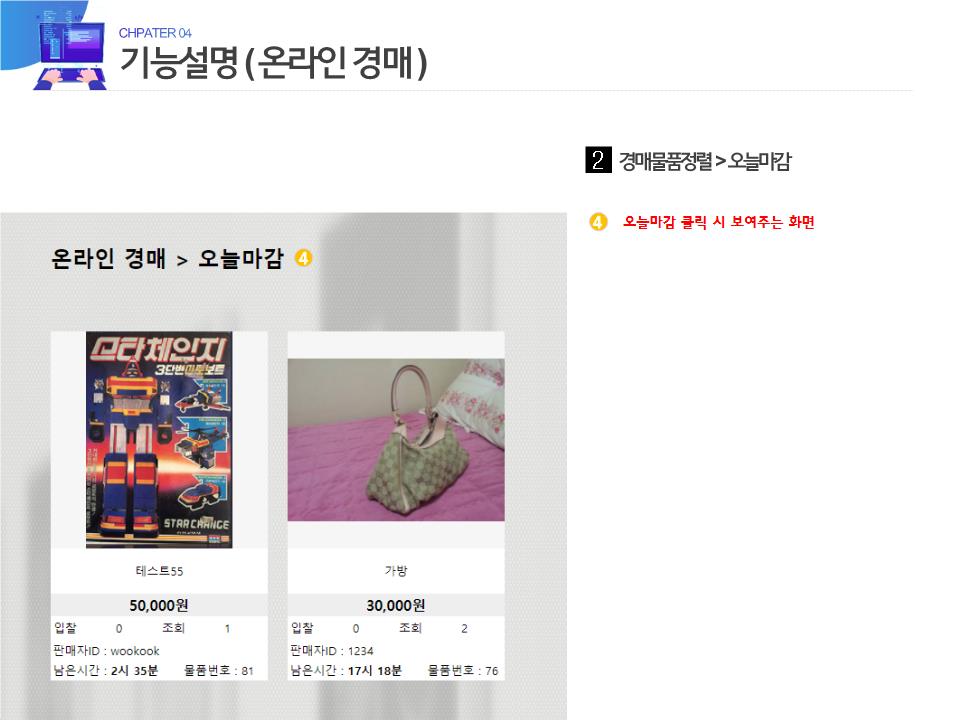 CHPATER 04
기능설명 ( 온라인 경매 )
2 경매물품정렬 > 오늘마감
4 오늘마감 클릭 시 보여주는 화면
온라인 경매 > 오늘마감 4
스타체인지
3단변신로보트
STAR CHANGE
테스트55
50,000원
입찰 0 조회 1
판매자ID : wookook
남은시간 : 2시 35분 물품번호 : 81
가방
30,000원
입찰 0 조회 2
판매자ID : 1234
남은시간 : 17시 18분 물품번호 : 76